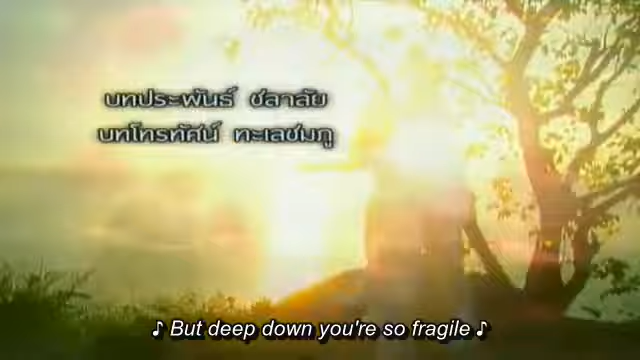 บทประพันธ์ ชลาลัย
บทโทรทัศน์ ทะเลชมภู
♪ But deep down you're so fragile ♪